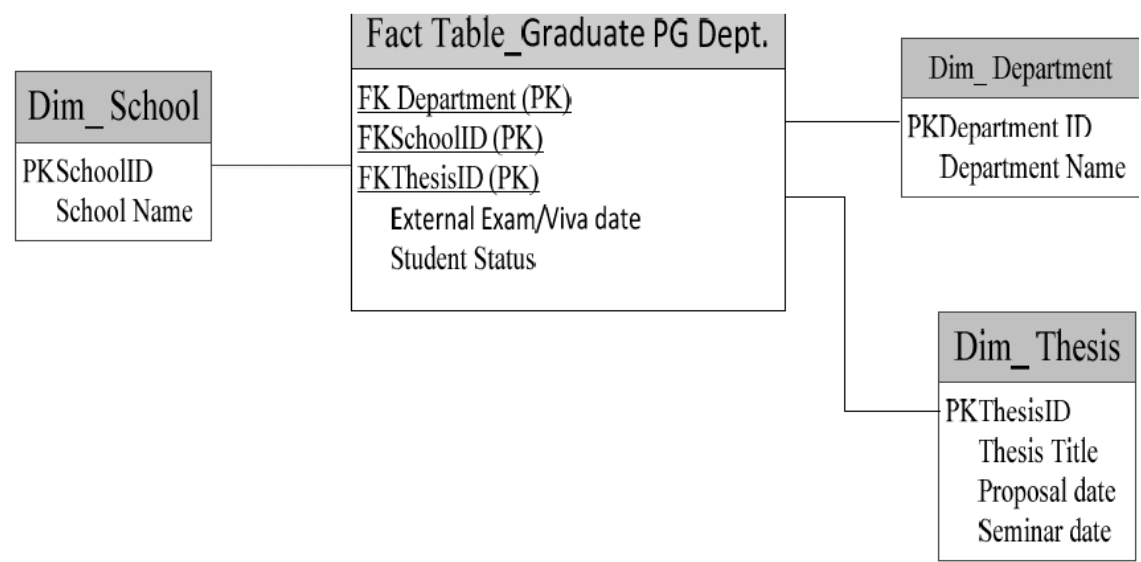 Fact Table_Graduate PG Dept.
FK Department (PK)
FKSchoolID (PK)
FKThesisID (PK)
External Exam/Viva date
Student Status
Dim_ School
PKSchoolID
School Name
Dim_ Department
PKDepartment ID
Department Name
Dim_ Thesis
PKThesisID
Thesis Title
Proposal date
Seminar date